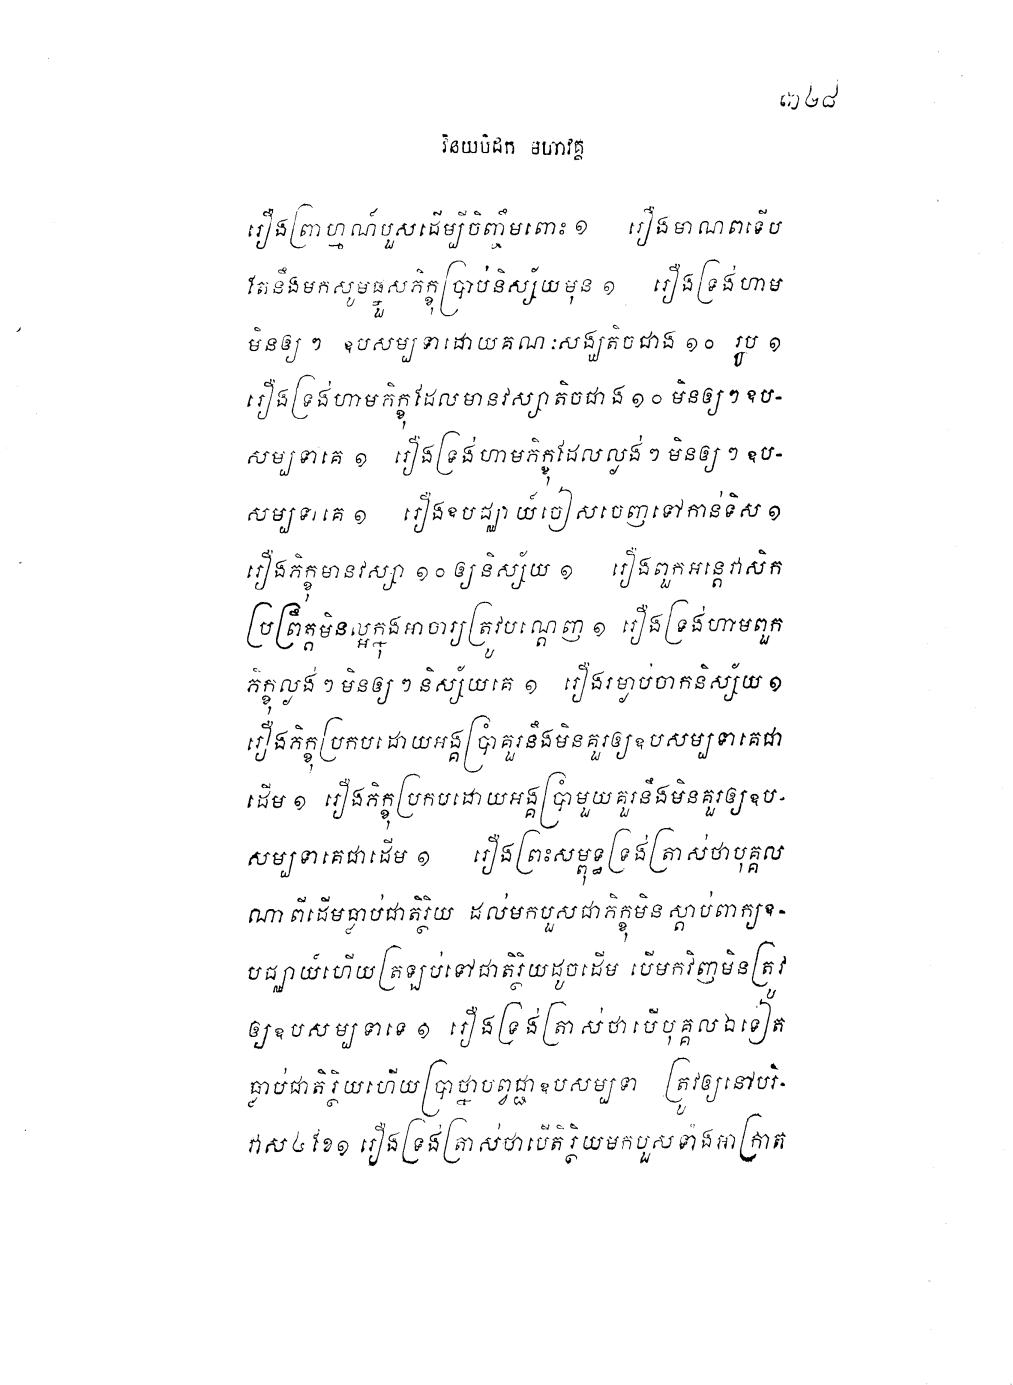 ៣២៨
វិនយបិដក មហាវគ្គ
រឿងព្រាហ្មណ៍បួសដើម្បីចិញ្ចឹមពោះ ១ រឿងមាណពទើប
តែនឹងមកសូមផ្នួសភិក្ខុប្រាប់និស្ស័យមុន ១ រឿងទ្រង់ហាម
មិនឲ្យ ៗ ឧបសម្បទាដោយគណៈសង្ឃតិចជាង ១០ រូប ១
រឿងទ្រង់ហាមភិក្ខុដែលមានវស្សាតិចជាង ១០ មិនឲ្យ ៗ ឧប-
សម្បទាគេ ១ រឿងទ្រង់ហាមភិក្ខុដែលល្ងង់ ៗ មិនឲ្យ ៗ ឧប-
សម្បទាគេ ១ រឿងឧបជ្ឈាយ៍ចៀសចេញទៅកាន់ទិស ១
រឿងភិក្ខុមានវស្សា ១០ ឲ្យនិស្ស័យ ១ រឿងពួកអន្តេវាសិក
ប្រព្រឹត្តមិនល្អក្នុងអាចារ្យត្រូវបណ្តេញ ១ រឿងទ្រង់ហាមពួក
ភិក្ខុល្ងង់ ៗ មិនឲ្យ ៗ និស្ស័យគេ ១ រឿងរម្ងាប់ចាកនិស្ស័យ ១
រឿងភិក្ខុប្រកបដោយអង្គប្រាំគួរនឹងមិនគួរឲ្យឧបសម្បទាគេជា
ដើម ១ រឿងភិក្ខុប្រកបដោយអង្គប្រាំមួយគួរនឹងមិនគួរឲ្យឧប-
សម្បទាគេជាដើម ១ រឿងព្រះសម្ពុទ្ធទ្រង់ត្រាស់ថាបុគ្គល
ណាពីដើមធ្លាប់ជាតិរ្ថិយ ដល់មកបួសជាភិក្ខុមិនស្តាប់ពាក្យឧ-
បជ្ឈាយ៍ហើយត្រឡប់ទៅជាតិរ្ថិយដូចដើម បើមកវិញមិនត្រូវ
ឲ្យឧបសម្បទាទេ ១ រឿងទ្រង់ត្រាស់ថាបើបុគ្គលឯទៀត
ធ្លាប់ជាតិរ្ថិយហើយប្រាថ្នាបព្វជ្ជាឧបសម្បទា ត្រូវឲ្យនៅបរិ-
វាស ៤ ខែ ១ រឿងទ្រង់ត្រាស់ថាបើតិរ្ថិយមកបួសទាំងអាក្រាត